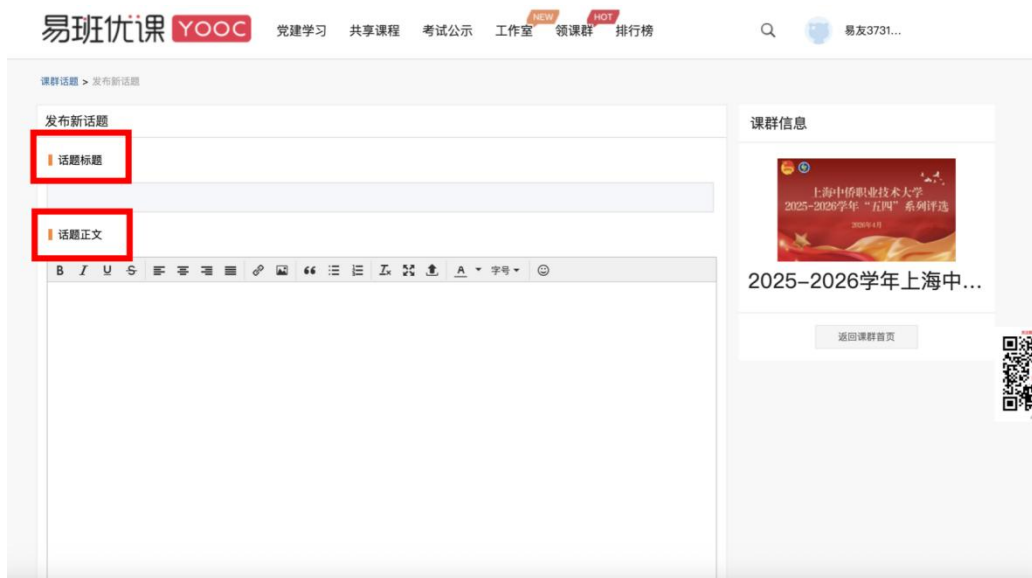 易班优课 YOOC
党建学习 共享课程 考试公示 工作室 NEW 领课群 HOT 排行榜
易友3731...
课群话题 > 发布新话题
发布新话题
话题标题
话题正文
B I U S
A 字号
课群信息
上海中侨职业技术大学
2025-2026学年“五四”系列评选
2026年4月
2025-2026学年上海中...
返回课群首页